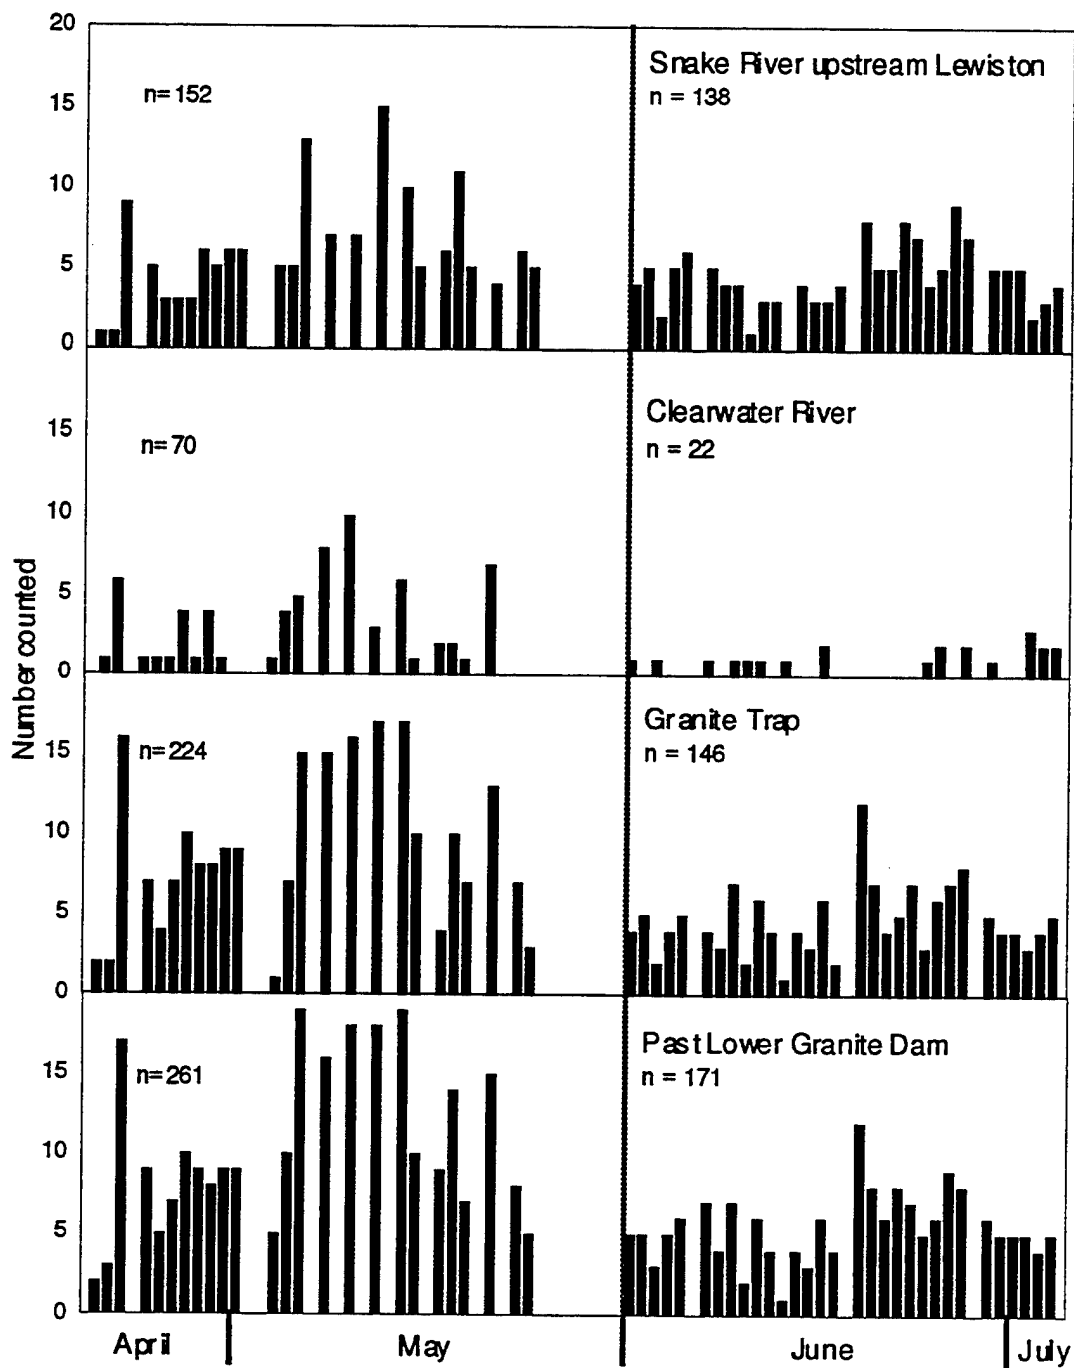 20
15
10
5
0
n=152
Snake River upstream Lewiston
n = 138
15
10
5
0
n=70
Clearwater River
n = 22
Number counted
15
10
5
0
n=224
Granite Trap
n = 146
15
10
5
0
n=261
Past Lower Granite Dam
n = 171
April
May
June
July